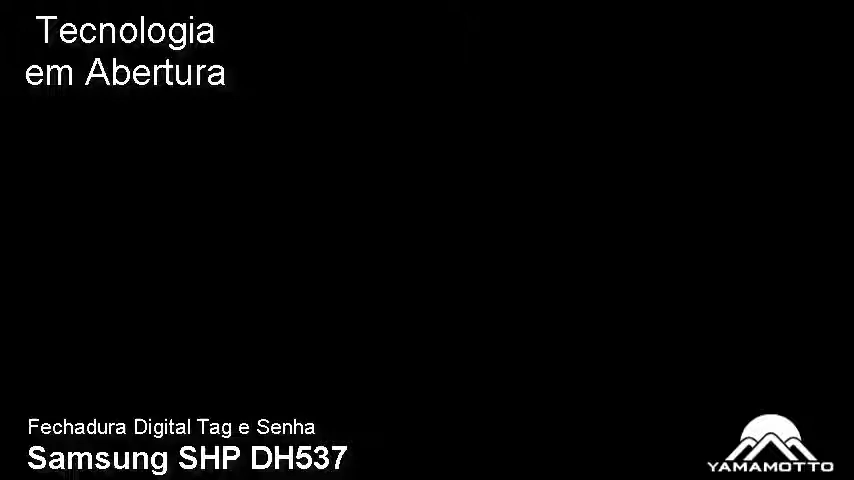 Tecnologia
em Abertura
Fechadura Digital Tag e Senha
Samsung SHP DH537
YAMAMOTTO